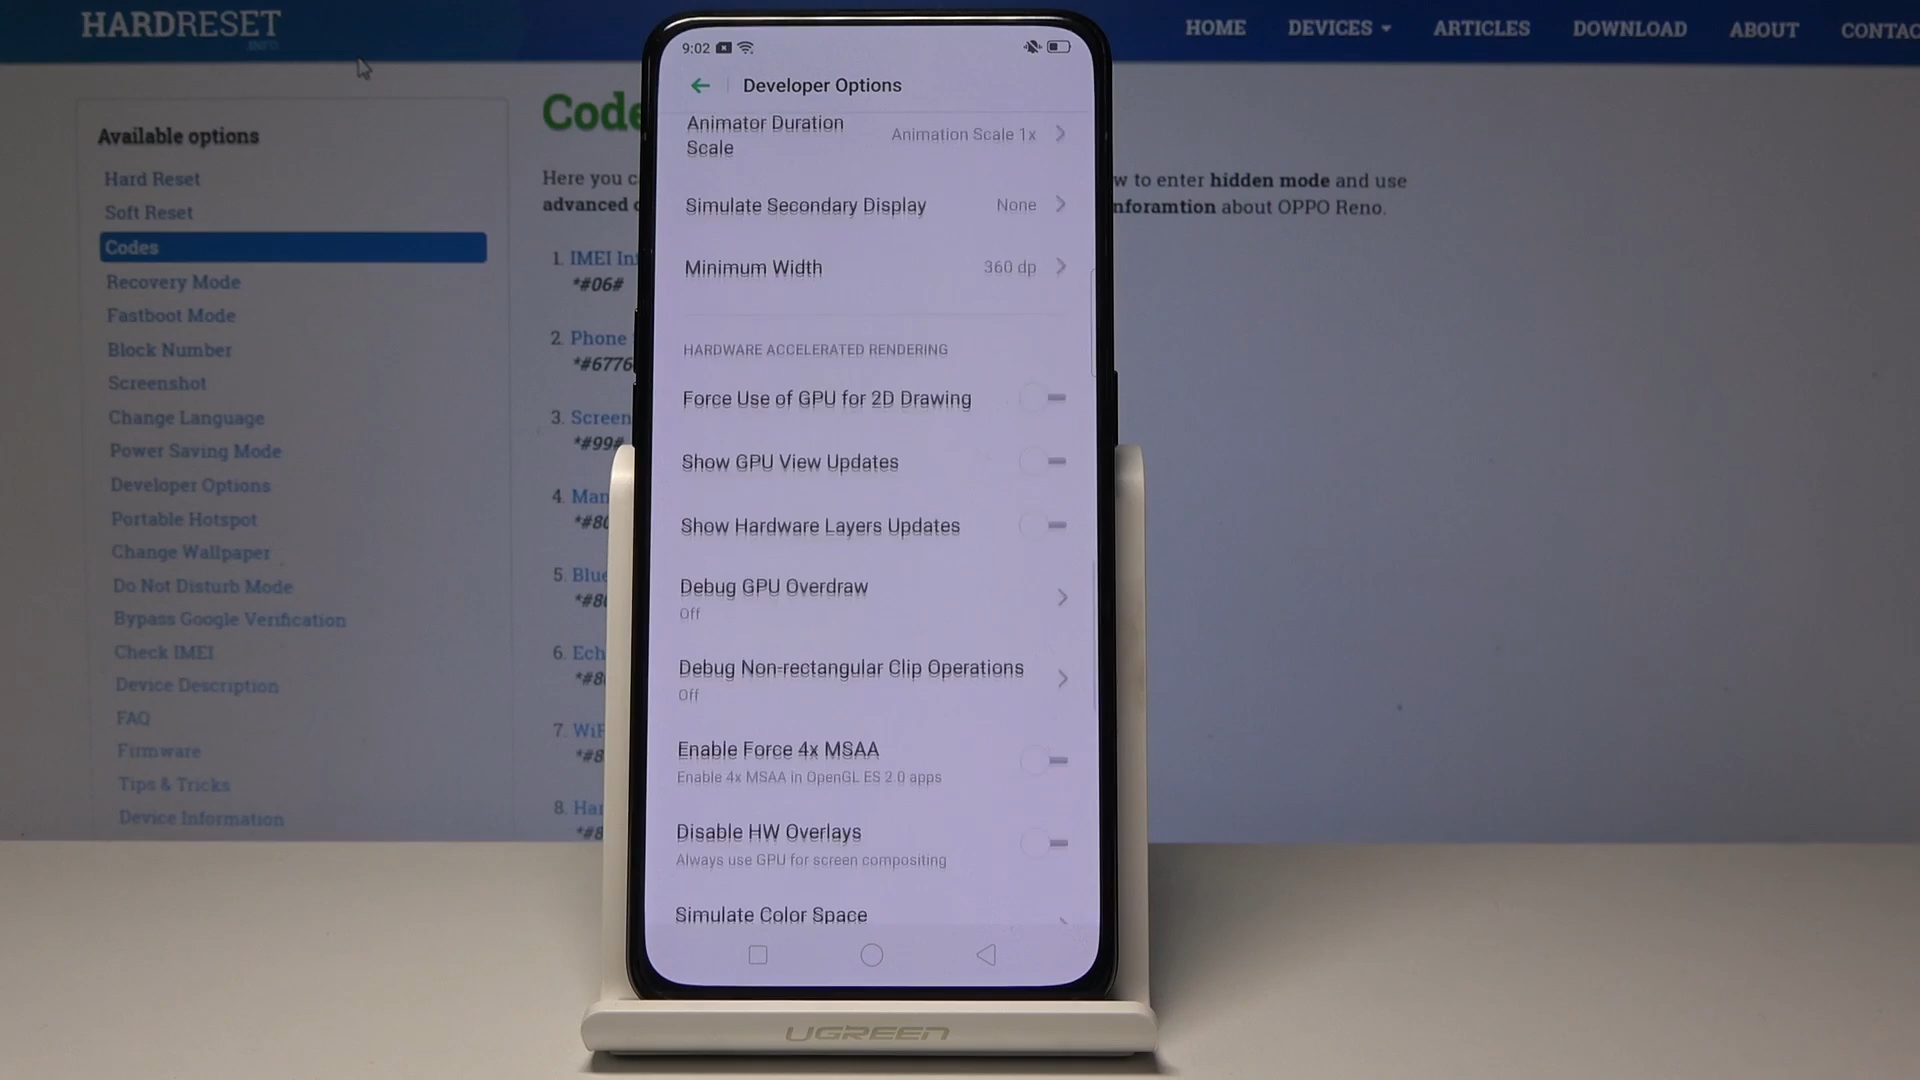 HARDRESET
.INFO
HOME
DEVICES
ARTICLES
DOWNLOAD
ABOUT
CONTAC
Available options
Hard Reset
Soft Reset
Codes
Recovery Mode
Fastboot Mode
Block Number
Screenshot
Change Language
Power Saving Mode
Developer Options
Portable Hotspot
Change Wallpaper
Do Not Disturb Mode
Bypass Google Verification
Check IMEI
Device Description
FAQ
Firmware
Tips & Tricks
Device Information
Code
Here you c
w to enter hidden mode and use
advanced
nforamtion about OPPO Reno.
1. IMEI In
*#06#
2. Phone
*#6776
3. Screen
*#99#
4. Man
*#80
5. Blue
*#80
6. Ech
*#8
7. WiF
*#8
8. Har
*#8
9:02
Developer Options
Animator Duration
Scale
Animation Scale 1x
Simulate Secondary Display
None
Minimum Width
360 dp
HARDWARE ACCELERATED RENDERING
Force Use of GPU for 2D Drawing
Show GPU View Updates
Show Hardware Layers Updates
Debug GPU Overdraw
Off
Debug Non-rectangular Clip Operations
Off
Enable Force 4x MSAA
Enable 4x MSAA in OpenGL ES 2.0 apps
Disable HW Overlays
Always use GPU for screen compositing
Simulate Color Space
UGREEN